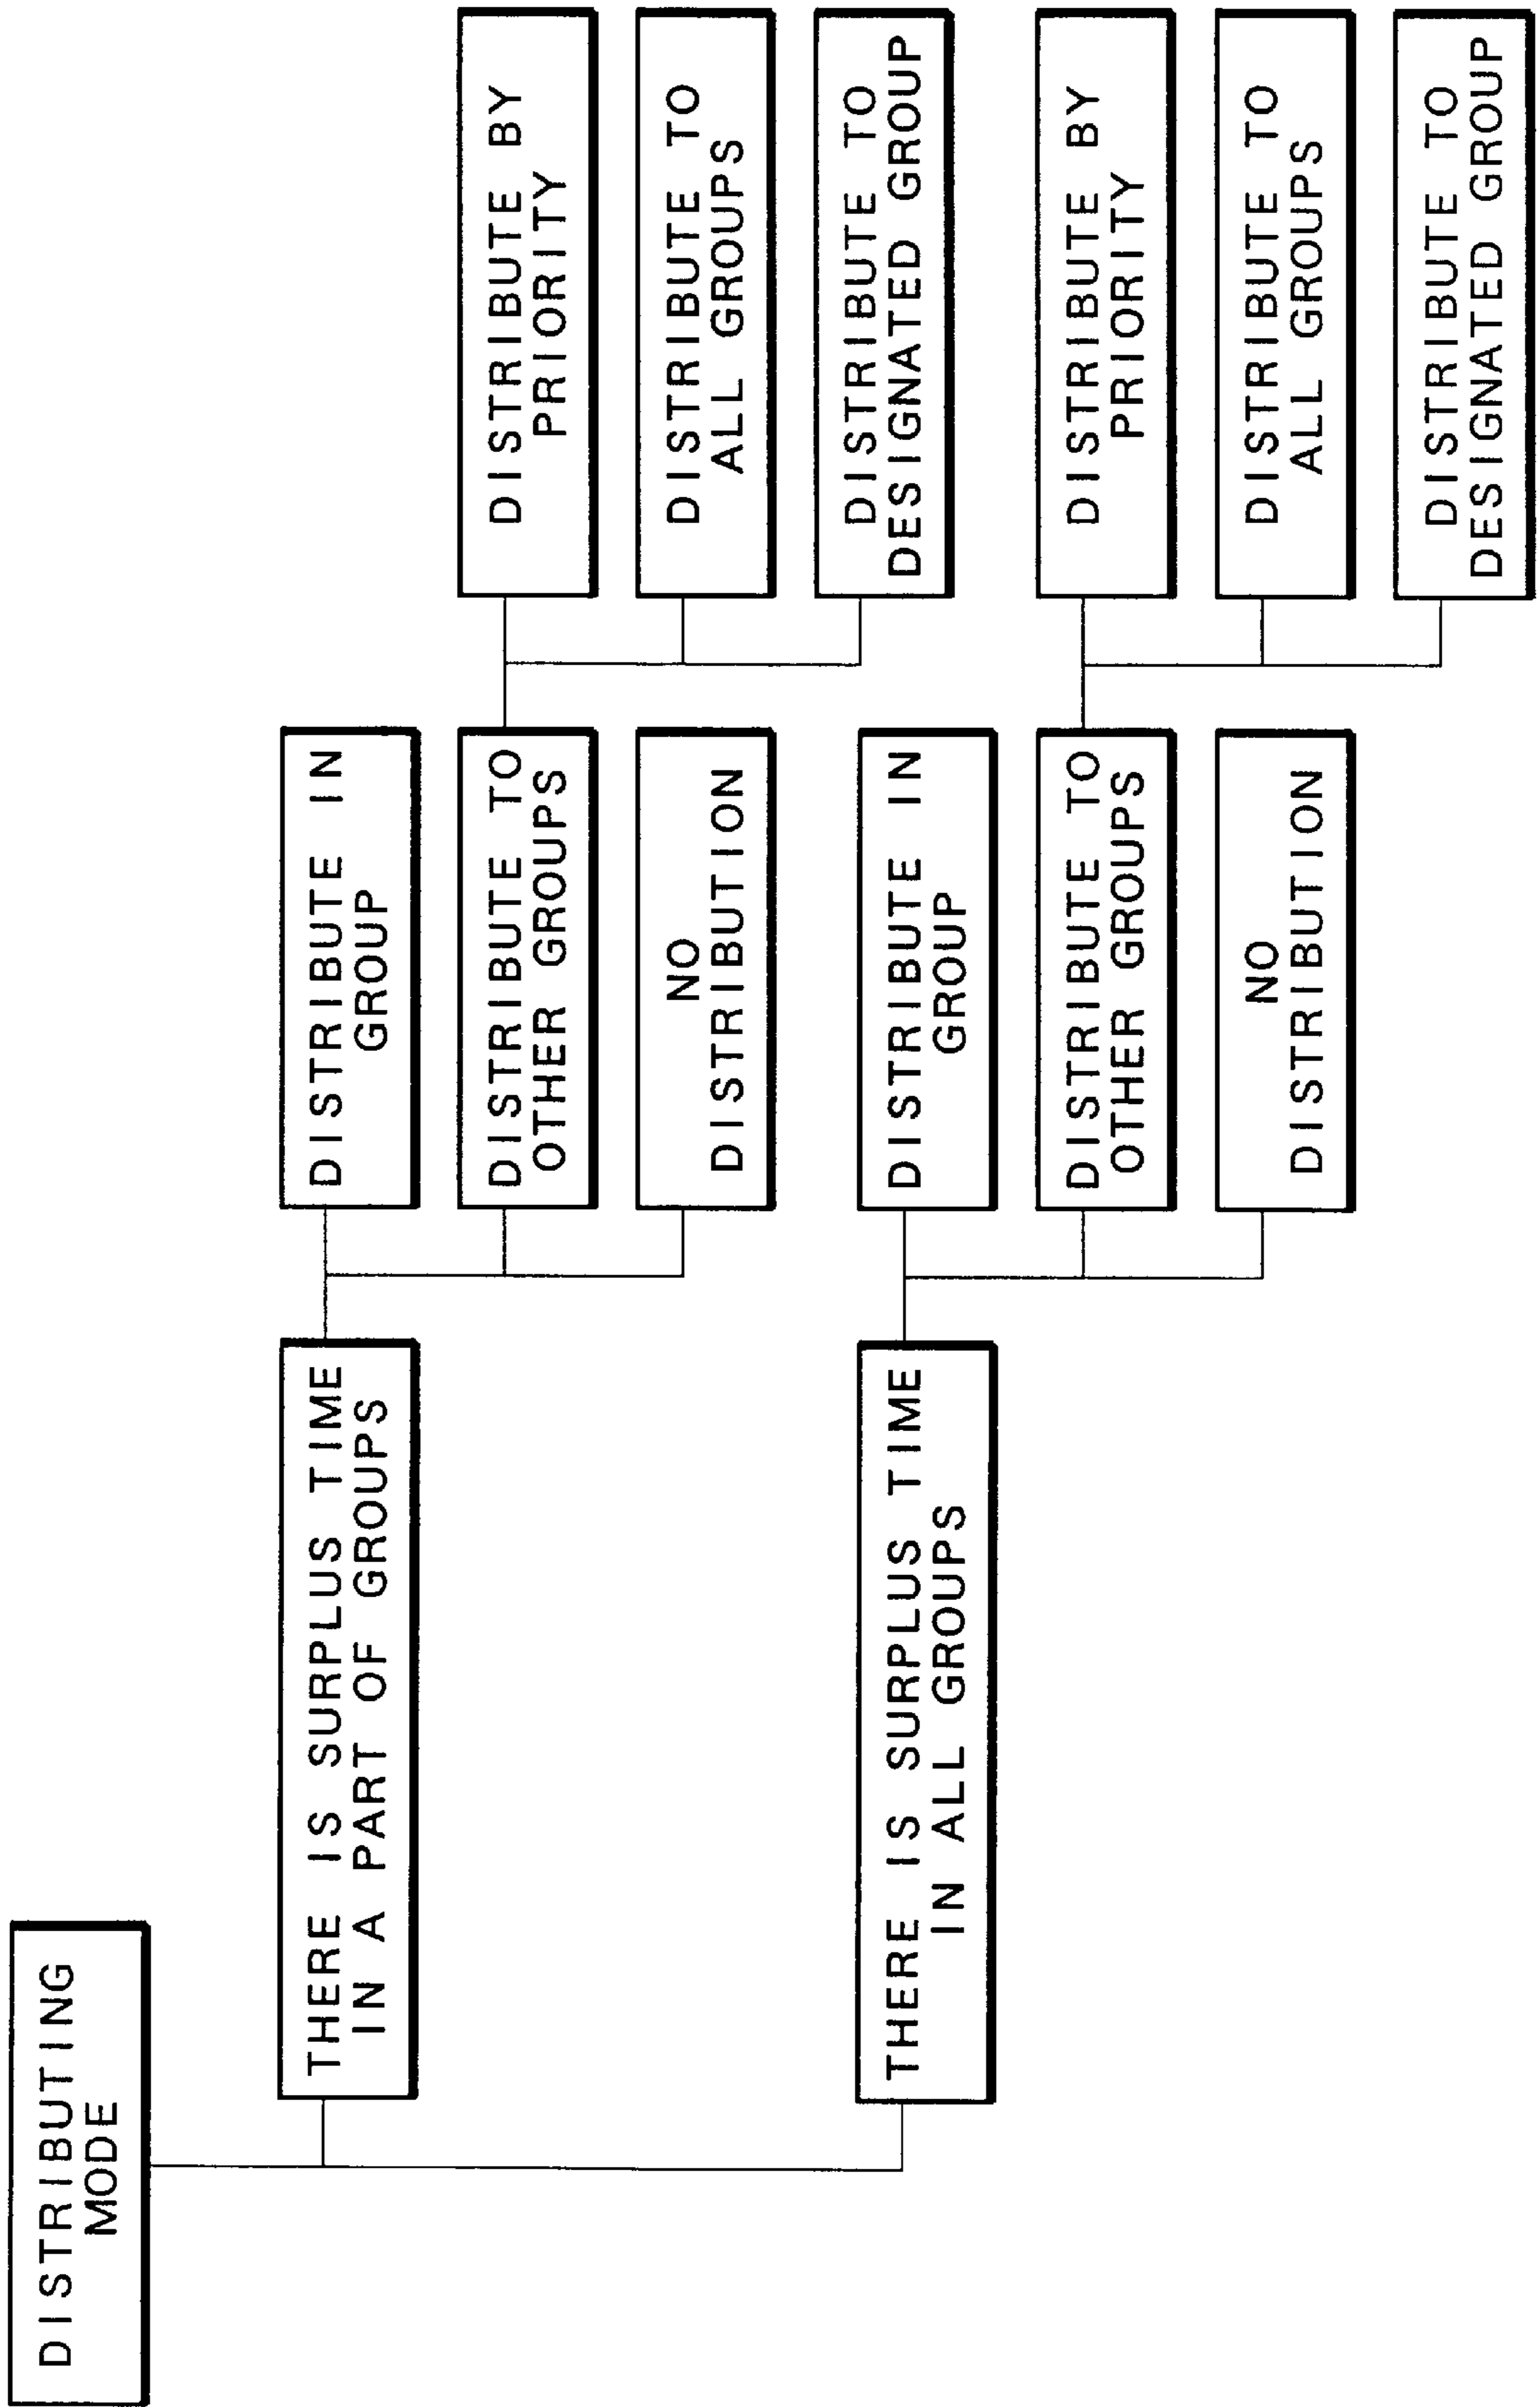 DISTRIBUTING
MODE
THERE IS SURPLUS TIME
IN A PART OF GROUPS
DISTRIBUTE IN
GROUP
DISTRIBUTE TO
OTHER GROUPS
DISTRIBUTE BY
PRIORITY
DISTRIBUTE TO
ALL GROUPS
DISTRIBUTE TO
DESIGNATED GROUP
NO
DISTRIBUTION
THERE IS SURPLUS TIME
IN ALL GROUPS
DISTRIBUTE IN
GROUP
DISTRIBUTE TO
OTHER GROUPS
DISTRIBUTE BY
PRIORITY
DISTRIBUTE TO
ALL GROUPS
DISTRIBUTE TO
DESIGNATED GROUP
NO
DISTRIBUTION